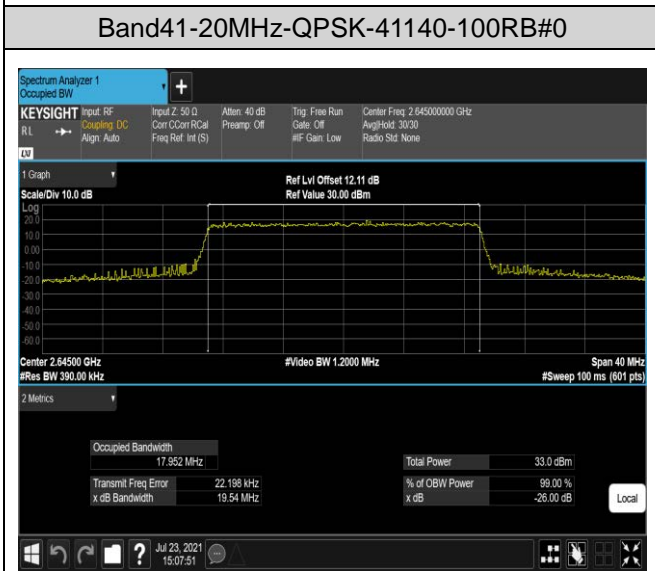 Band41-20MHz-QPSK-41140-100RB#0
Spectrum Analyzer 1
Occupied BW
+
KEYSIGHT Input: RF Input Z: 50 Ω Atten: 40 dB Trig: Free Run Center Freq: 2.645000000 GHz
RL Coupling: DC Corr CCorr RCal Preamp: Off Gate: Off Avg|Hold: 30/30
Align: Auto Freq Ref: Int (S) #IF Gain: Low Radio Std: None
LXI
1 Graph
Ref Lvl Offset 12.11 dB
Scale/Div 10.0 dB Ref Value 30.00 dBm
Log
20.0
10.0
0.00
-10.0
-20.0
-30.0
-40.0
-50.0
-60.0
Center 2.64500 GHz #Video BW 1.2000 MHz Span 40 MHz
#Res BW 390.00 kHz #Sweep 100 ms (601 pts)
2 Metrics
Occupied Bandwidth
17.952 MHz Total Power 33.0 dBm
Transmit Freq Error 22.198 kHz % of OBW Power 99.00 %
x dB Bandwidth 19.54 MHz x dB -26.00 dB
Local
? Jul 23, 2021
15:07:51